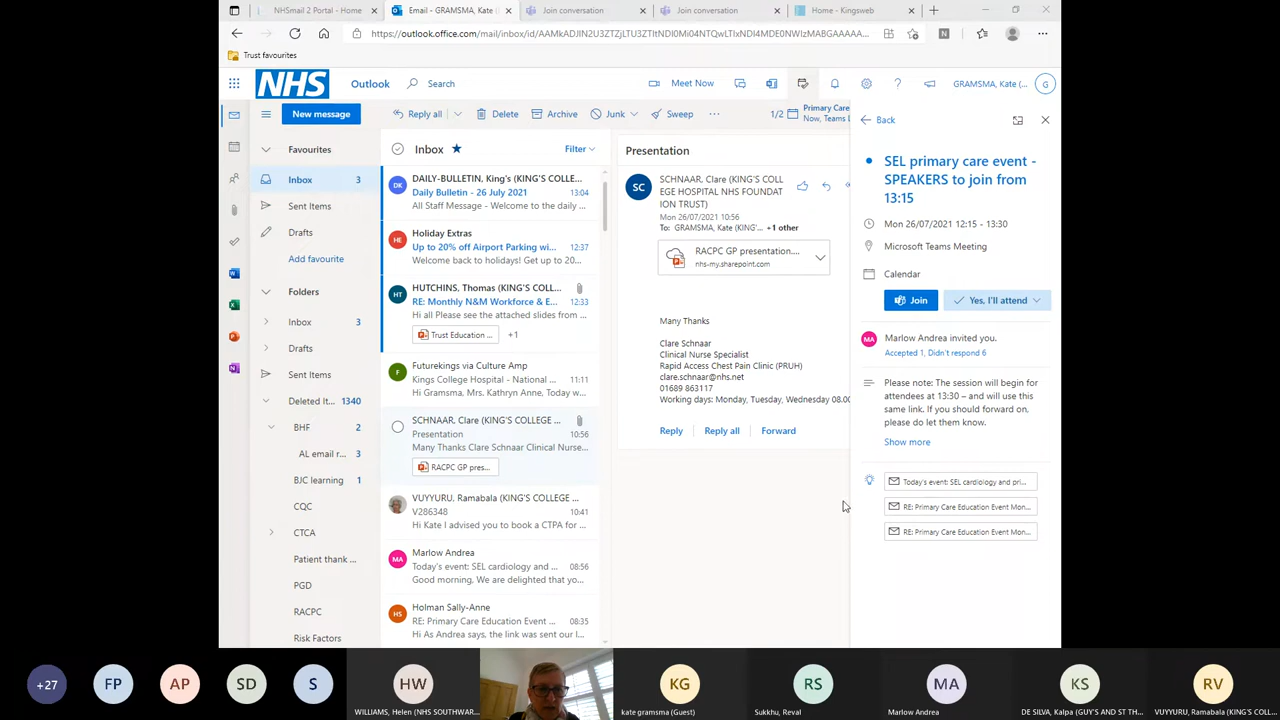 NHSmail 2 Portal - Home
Email - GRAMSMA, Kate (
Join conversation
Join conversation
Home - Kingsweb
https://outlook.office.com/mail/inbox/id/
Trust favourites
NHS
Outlook
Search
Meet Now
GRAMSMA, Kate (...
G
New message
Reply all
Delete
Archive
Junk
Sweep
1/2
Primary Care
Now, Teams L
Favourites
Inbox 3
Sent Items
Drafts
Add favourite
Folders
Inbox 3
Drafts
Sent Items
Deleted It... 1340
BHF 2
AL email r... 3
BJC learning 1
CQC
CTCA
Patient thank ...
PGD
RACPC
Risk Factors
Inbox
Filter
DK
DAILY-BULLETIN, King's (KING'S COLLE...
Daily Bulletin - 26 July 2021 13:04
All Staff Message - Welcome to the daily ...
HE
Holiday Extras
Up to 20% off Airport Parking wi... 12:37
Welcome back to holidays! Get up to 20...
HT
HUTCHINS, Thomas (KING'S COLL...
RE: Monthly N&M Workforce & E... 12:33
Hi all Please see the attached slides from ...
Trust Education ... +1
F
Futurekings via Culture Amp
Kings College Hospital - National ... 11:11
Hi Gramsma, Mrs. Kathryn Anne, Today w...
SCHNAAR, Clare (KING'S COLLEGE ...
Presentation 10:56
Many Thanks Clare Schnaar Clinical Nurse...
RACPC GP pres...
VUYYURU, Ramabala (KING'S COLLEGE ...
V286348 10:41
Hi Kate I advised you to book a CTPA for ...
MA
Marlow Andrea
Today's event: SEL cardiology and ... 08:56
Good morning, We are delighted that yo...
HS
Holman Sally-Anne
RE: Primary Care Education Event ... 08:35
Hi As Andrea says, the link was sent our l...
Presentation
SC
SCHNAAR, Clare (KING'S COLL
EGE HOSPITAL NHS FOUNDAT
ION TRUST)
Mon 26/07/2021 10:56
To: GRAMSMA, Kate (KING'... +1 other
RACPC GP presentation....
nhs-my.sharepoint.com
Many Thanks
Clare Schnaar
Clinical Nurse Specialist
Rapid Access Chest Pain Clinic (PRUH)
clare.schnaar@nhs.net
01689 863117
Working days: Monday, Tuesday, Wednesday 08.00
Reply
Reply all
Forward
Back
SEL primary care event -
SPEAKERS to join from
13:15
Mon 26/07/2021 12:15 - 13:30
Microsoft Teams Meeting
Calendar
Join
Yes, I'll attend
MA
Marlow Andrea invited you.
Accepted 1, Didn't respond 6
Please note: The session will begin for
attendees at 13:30 – and will use this
same link. If you should forward on,
please do let them know.
Show more
Today's event: SEL cardiology and pri...
RE: Primary Care Education Event Mon...
RE: Primary Care Education Event Mon...
+27
FP
AP
SD
S
HW
WILLIAMS, Helen (NHS SOUTHWAR...
KG
kate gramsma (Guest)
RS
Sukkhu, Reval
MA
Marlow Andrea
KS
DE SILVA, Kalpa (GUY'S AND ST TH...
RV
VUYYURU, Ramabala (KING'S COL...